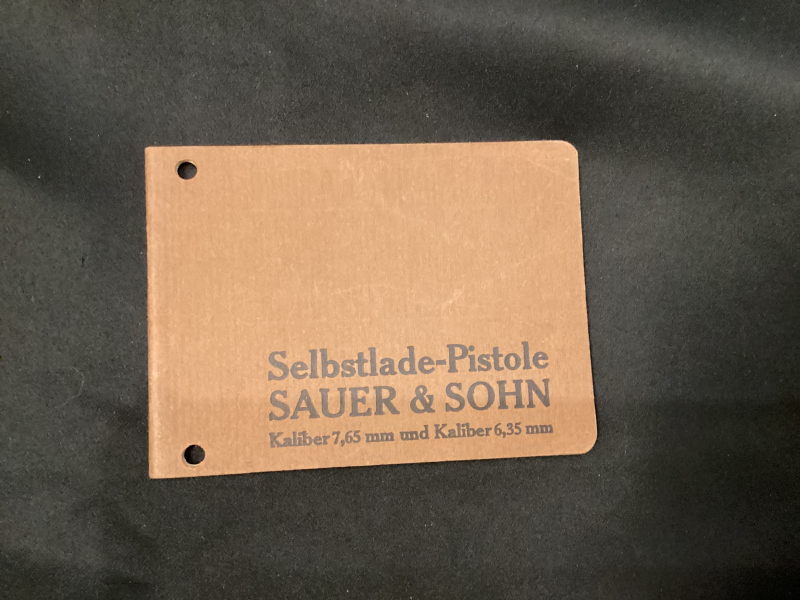 Selbstlade-Pistole
SAUER & SOHN
Kaliber 7,65 mm und Kaliber 6,35 mm